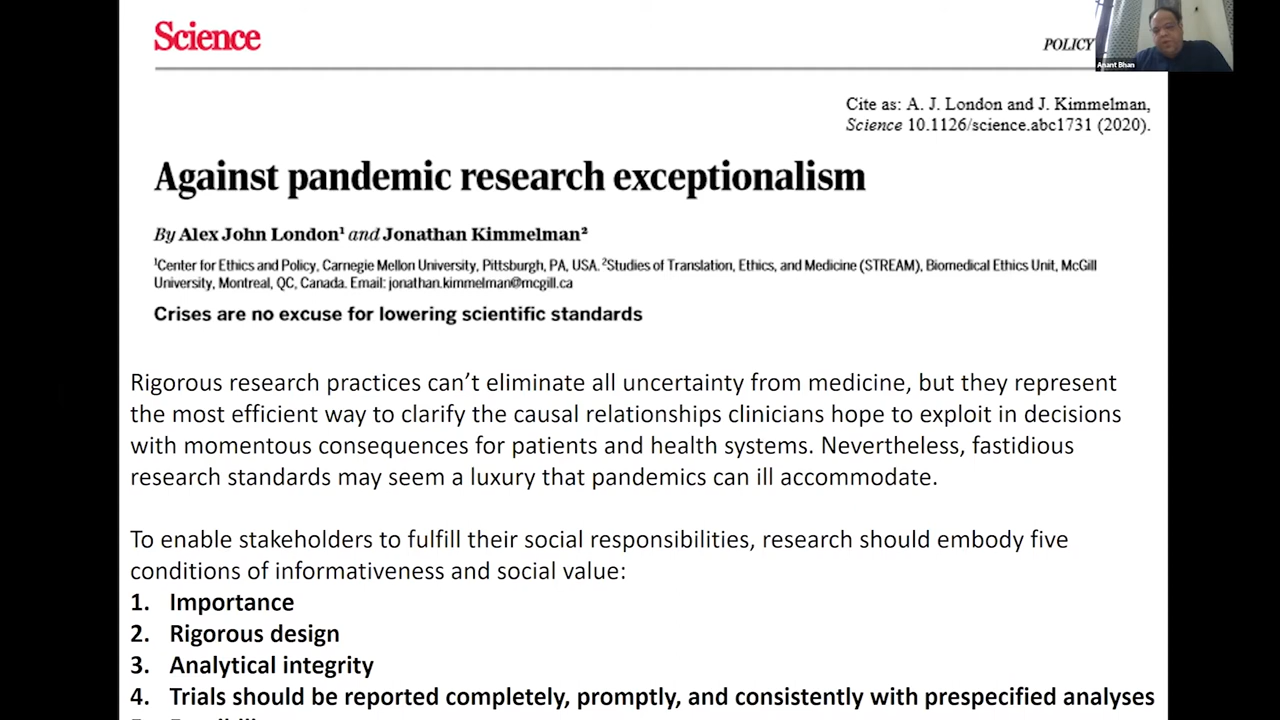 Science
POLICY
Anant Bhan
Cite as: A. J. London and J. Kimmelman,
Science 10.1126/science.abc1731 (2020).
Against pandemic research exceptionalism
By Alex John London¹ and Jonathan Kimmelman²
¹Center for Ethics and Policy, Carnegie Mellon University, Pittsburgh, PA, USA. ²Studies of Translation, Ethics, and Medicine (STREAM), Biomedical Ethics Unit, McGill
University, Montreal, QC, Canada. Email: jonathan.kimmelman@mcgill.ca
Crises are no excuse for lowering scientific standards
Rigorous research practices can’t eliminate all uncertainty from medicine, but they represent
the most efficient way to clarify the causal relationships clinicians hope to exploit in decisions
with momentous consequences for patients and health systems. Nevertheless, fastidious
research standards may seem a luxury that pandemics can ill accommodate.
To enable stakeholders to fulfill their social responsibilities, research should embody five
conditions of informativeness and social value:
1. Importance
2. Rigorous design
3. Analytical integrity
4. Trials should be reported completely, promptly, and consistently with prespecified analyses